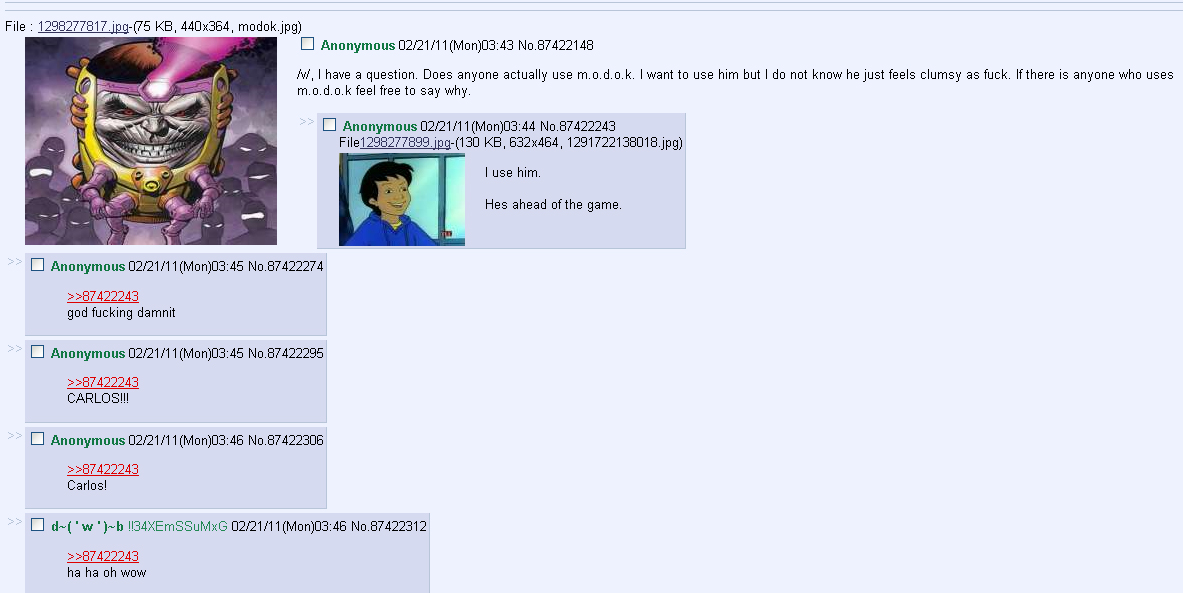 File : 1298277817.jpg-(75 KB, 440x364, modok.jpg)
Anonymous 02/21/11(Mon)03:43 No.87422148
/v/, I have a question. Does anyone actually use m.o.d.o.k. I want to use him but I do not know he just feels clumsy as fuck. If there is anyone who uses
m.o.d.o.k feel free to say why.
>> Anonymous 02/21/11(Mon)03:44 No.87422243
File1298277899.jpg-(130 KB, 632x464, 1291722138018.jpg)
I use him.
Hes ahead of the game.
>> Anonymous 02/21/11(Mon)03:45 No.87422274
>>87422243
god fucking damnit
>> Anonymous 02/21/11(Mon)03:45 No.87422295
>>87422243
CARLOS!!!
>> Anonymous 02/21/11(Mon)03:46 No.87422306
>>87422243
Carlos!
>> d~( ' w ' )~b !!34XEmSSuMxG 02/21/11(Mon)03:46 No.87422312
>>87422243
ha ha oh wow